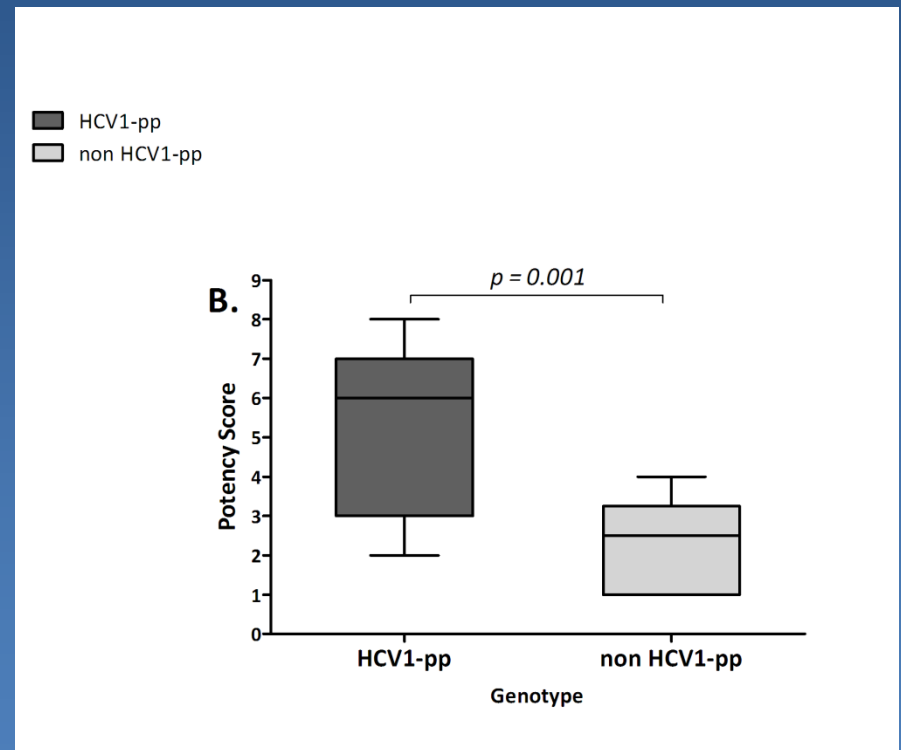 HCV1-pp
non HCV1-pp
p = 0.001
B.
9
8
7
6
5
4
3
2
1
0
Potency Score
HCV1-pp
non HCV1-pp
Genotype